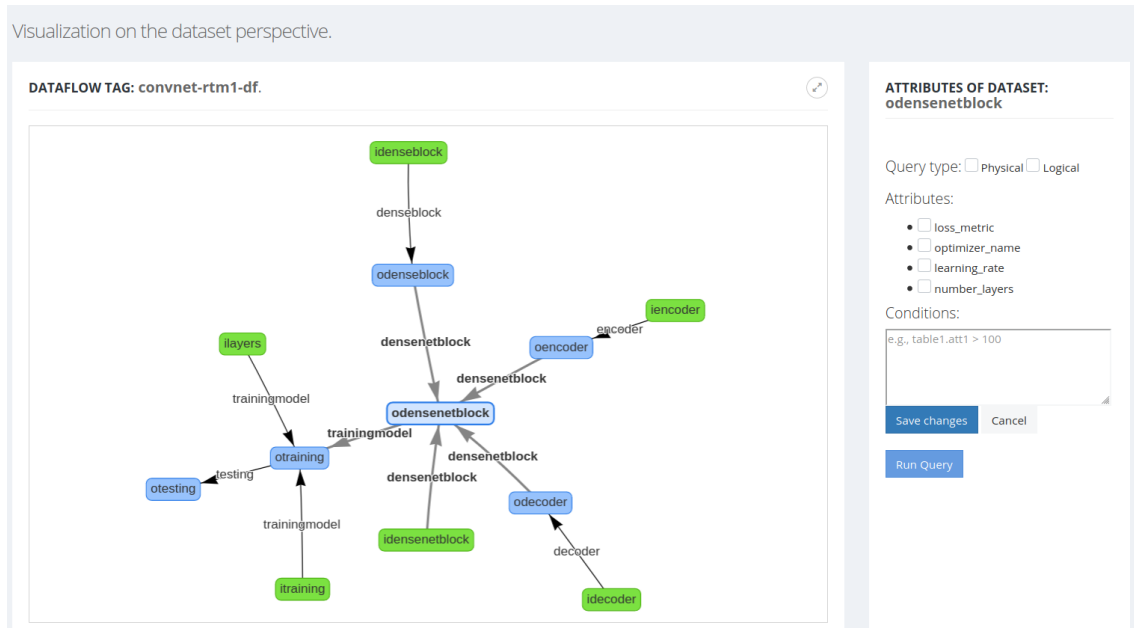 Visualization on the dataset perspective.
DATAFLOW TAG: convnet-rtm1-df.
idenseblock
denseblock
odenseblock
iencoder
encoder
ilayers
densenetblock
oencoder
densenetblock
trainingmodel
odensenetblock
trainingmodel
otraining
densenetblock
testing
densenetblock
otesting
odecoder
trainingmodel
idensenetblock
decoder
itraining
idecoder
ATTRIBUTES OF DATASET:
odensenetblock
Query type: Physical Logical
Attributes:
loss_metric
optimizer_name
learning_rate
number_layers
Conditions:
e.g., table1.att1 > 100
Save changes Cancel
Run Query